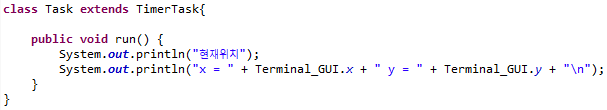 class Task extends TimerTask{
public void run() {
System.out.println("현재위치");
System.out.println("x = " + Terminal_GUI.x + " y = " + Terminal_GUI.y + "\n");
}
}